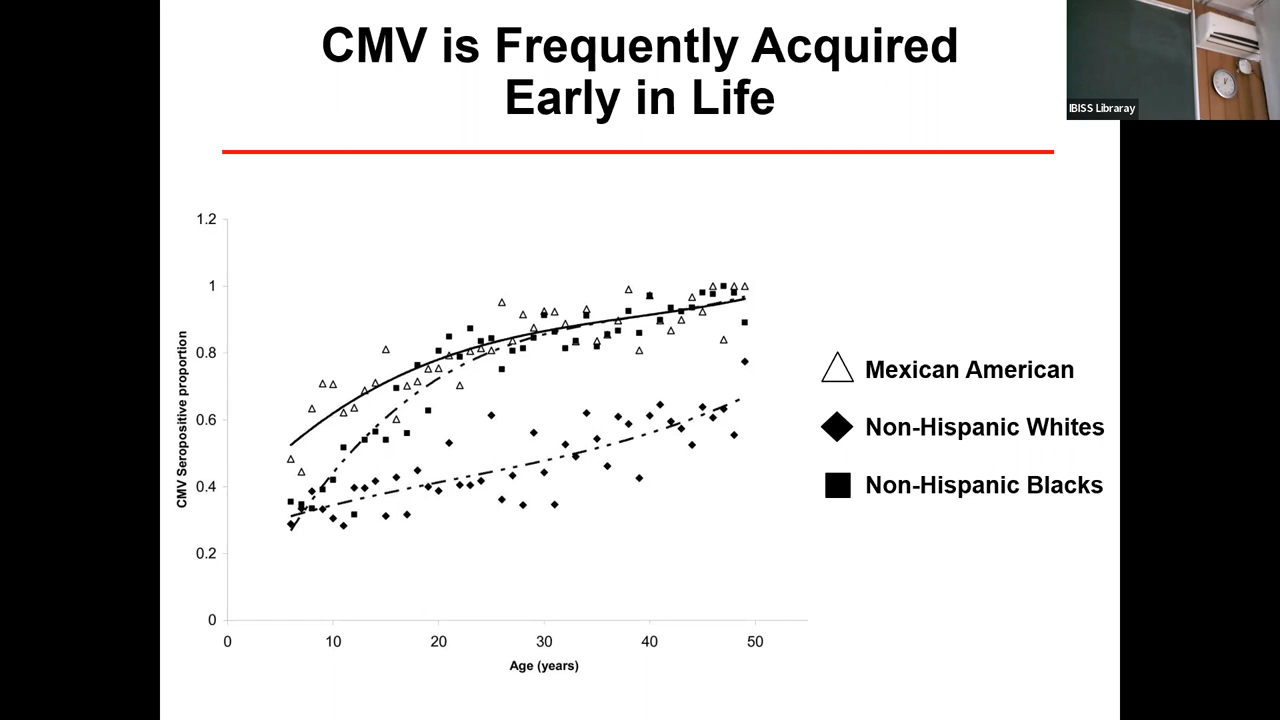 CMV is Frequently Acquired
Early in Life
IBISS Libraray
1.2
1
0.8
0.6
0.4
0.2
0
CMV Seropositive proportion
0
10
20
30
40
50
Age (years)
Mexican American
Non-Hispanic Whites
Non-Hispanic Blacks